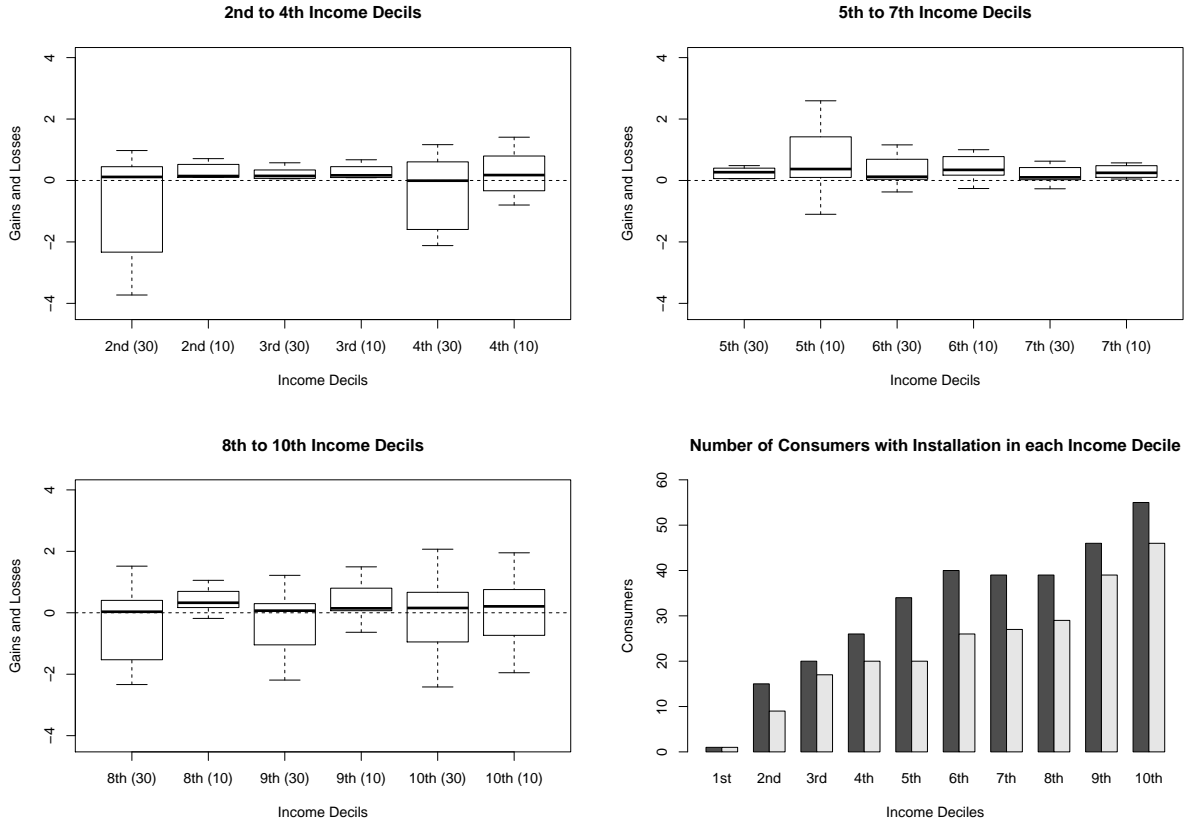 2nd to 4th Income Decils
Gains and Losses
4
2
0
−2
−4
2nd (30) 2nd (10) 3rd (30) 3rd (10) 4th (30) 4th (10)
Income Decils
5th to 7th Income Decils
Gains and Losses
4
2
0
−2
−4
5th (30) 5th (10) 6th (30) 6th (10) 7th (30) 7th (10)
Income Decils
8th to 10th Income Decils
Gains and Losses
4
2
0
−2
−4
8th (30) 8th (10) 9th (30) 9th (10) 10th (30) 10th (10)
Income Decils
Number of Consumers with Installation in each Income Decile
Consumers
60
50
40
30
20
10
0
1st 2nd 3rd 4th 5th 6th 7th 8th 9th 10th
Income Deciles